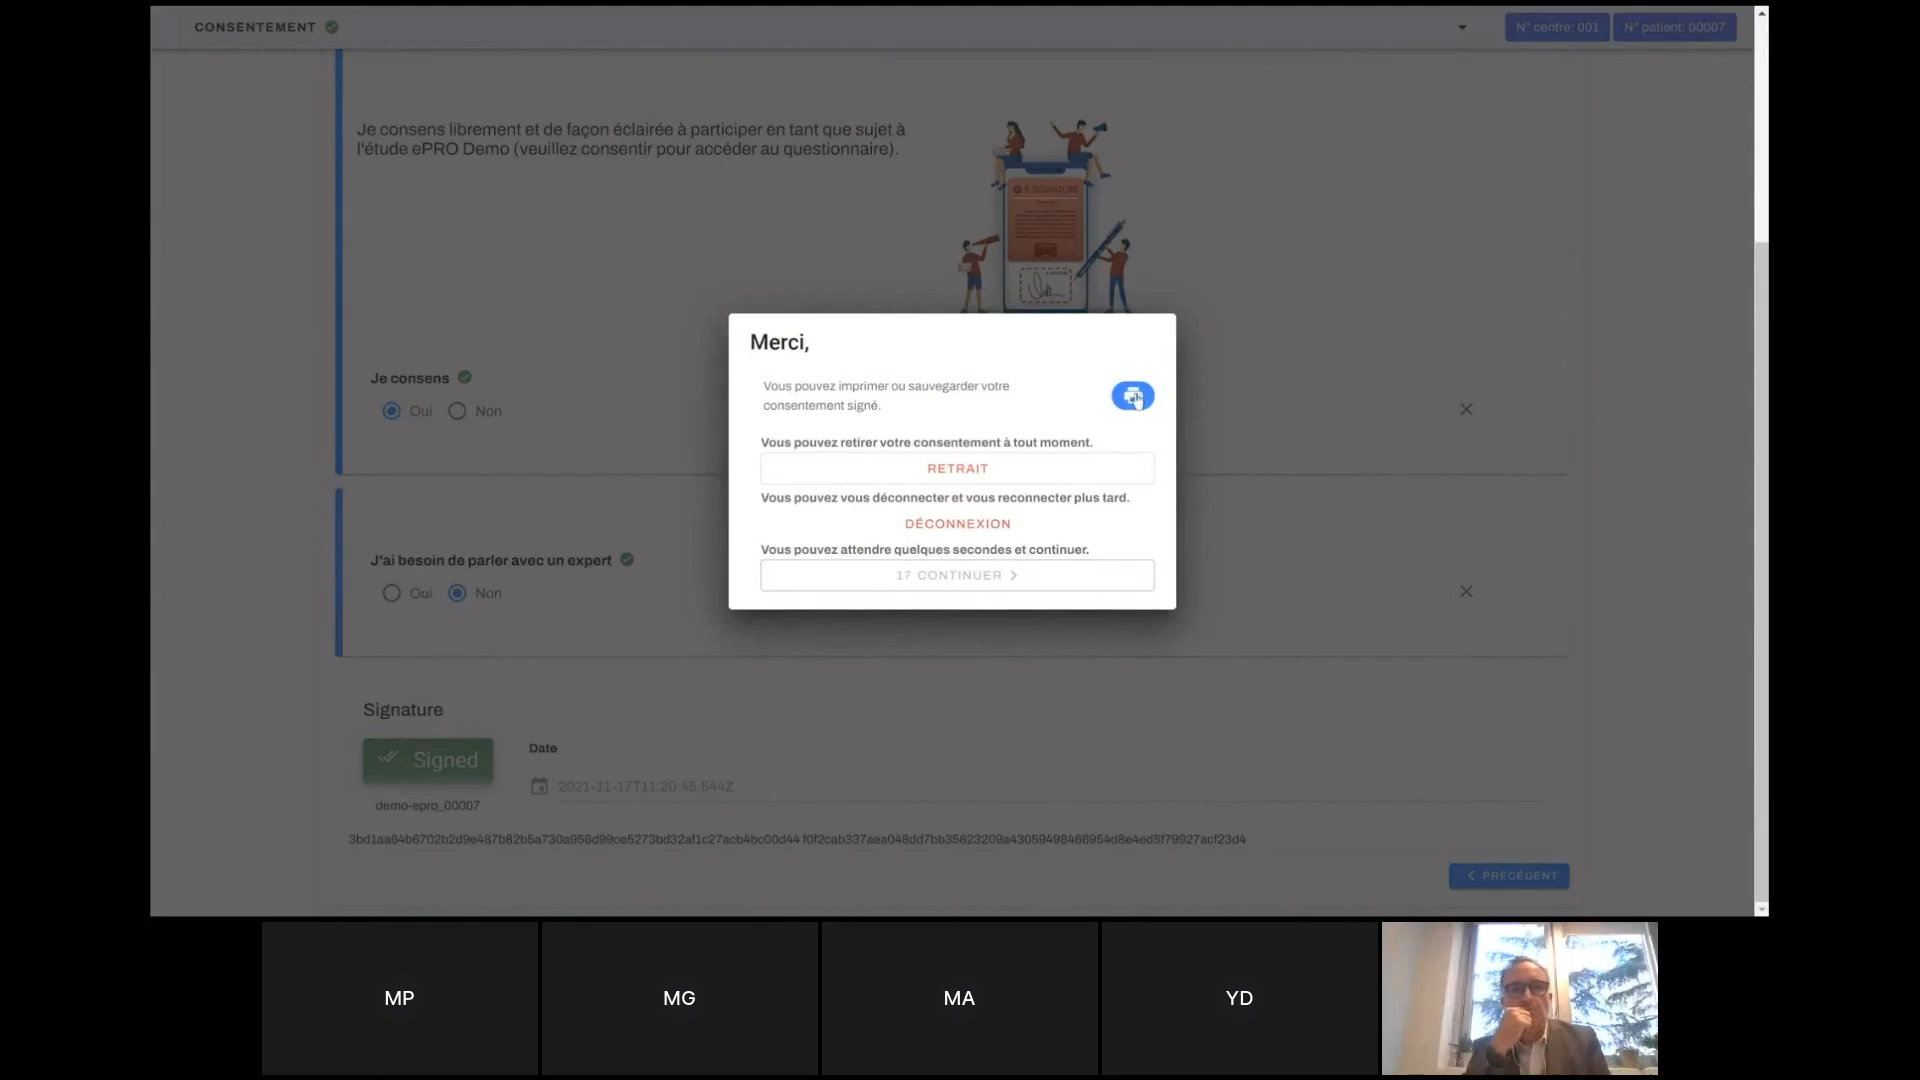 CONSENTEMENT
N° centre: 001
N° patient: 00007
Je consens librement et de façon éclairée à participer en tant que sujet à
l'étude ePRO Demo (veuillez consentir pour accéder au questionnaire).
E-SIGNATURE
Je consens
Oui
Non
Merci,
Vous pouvez imprimer ou sauvegarder votre
consentement signé.
Vous pouvez retirer votre consentement à tout moment.
RETRAIT
Vous pouvez vous déconnecter et vous reconnecter plus tard.
DÉCONNEXION
Vous pouvez attendre quelques secondes et continuer.
17 CONTINUER
J'ai besoin de parler avec un expert
Oui
Non
Signature
Signed
Date
2021-11-17T11:20:45.544Z
demo-epro_00007
PRÉCÉDENT
MP
MG
MA
YD